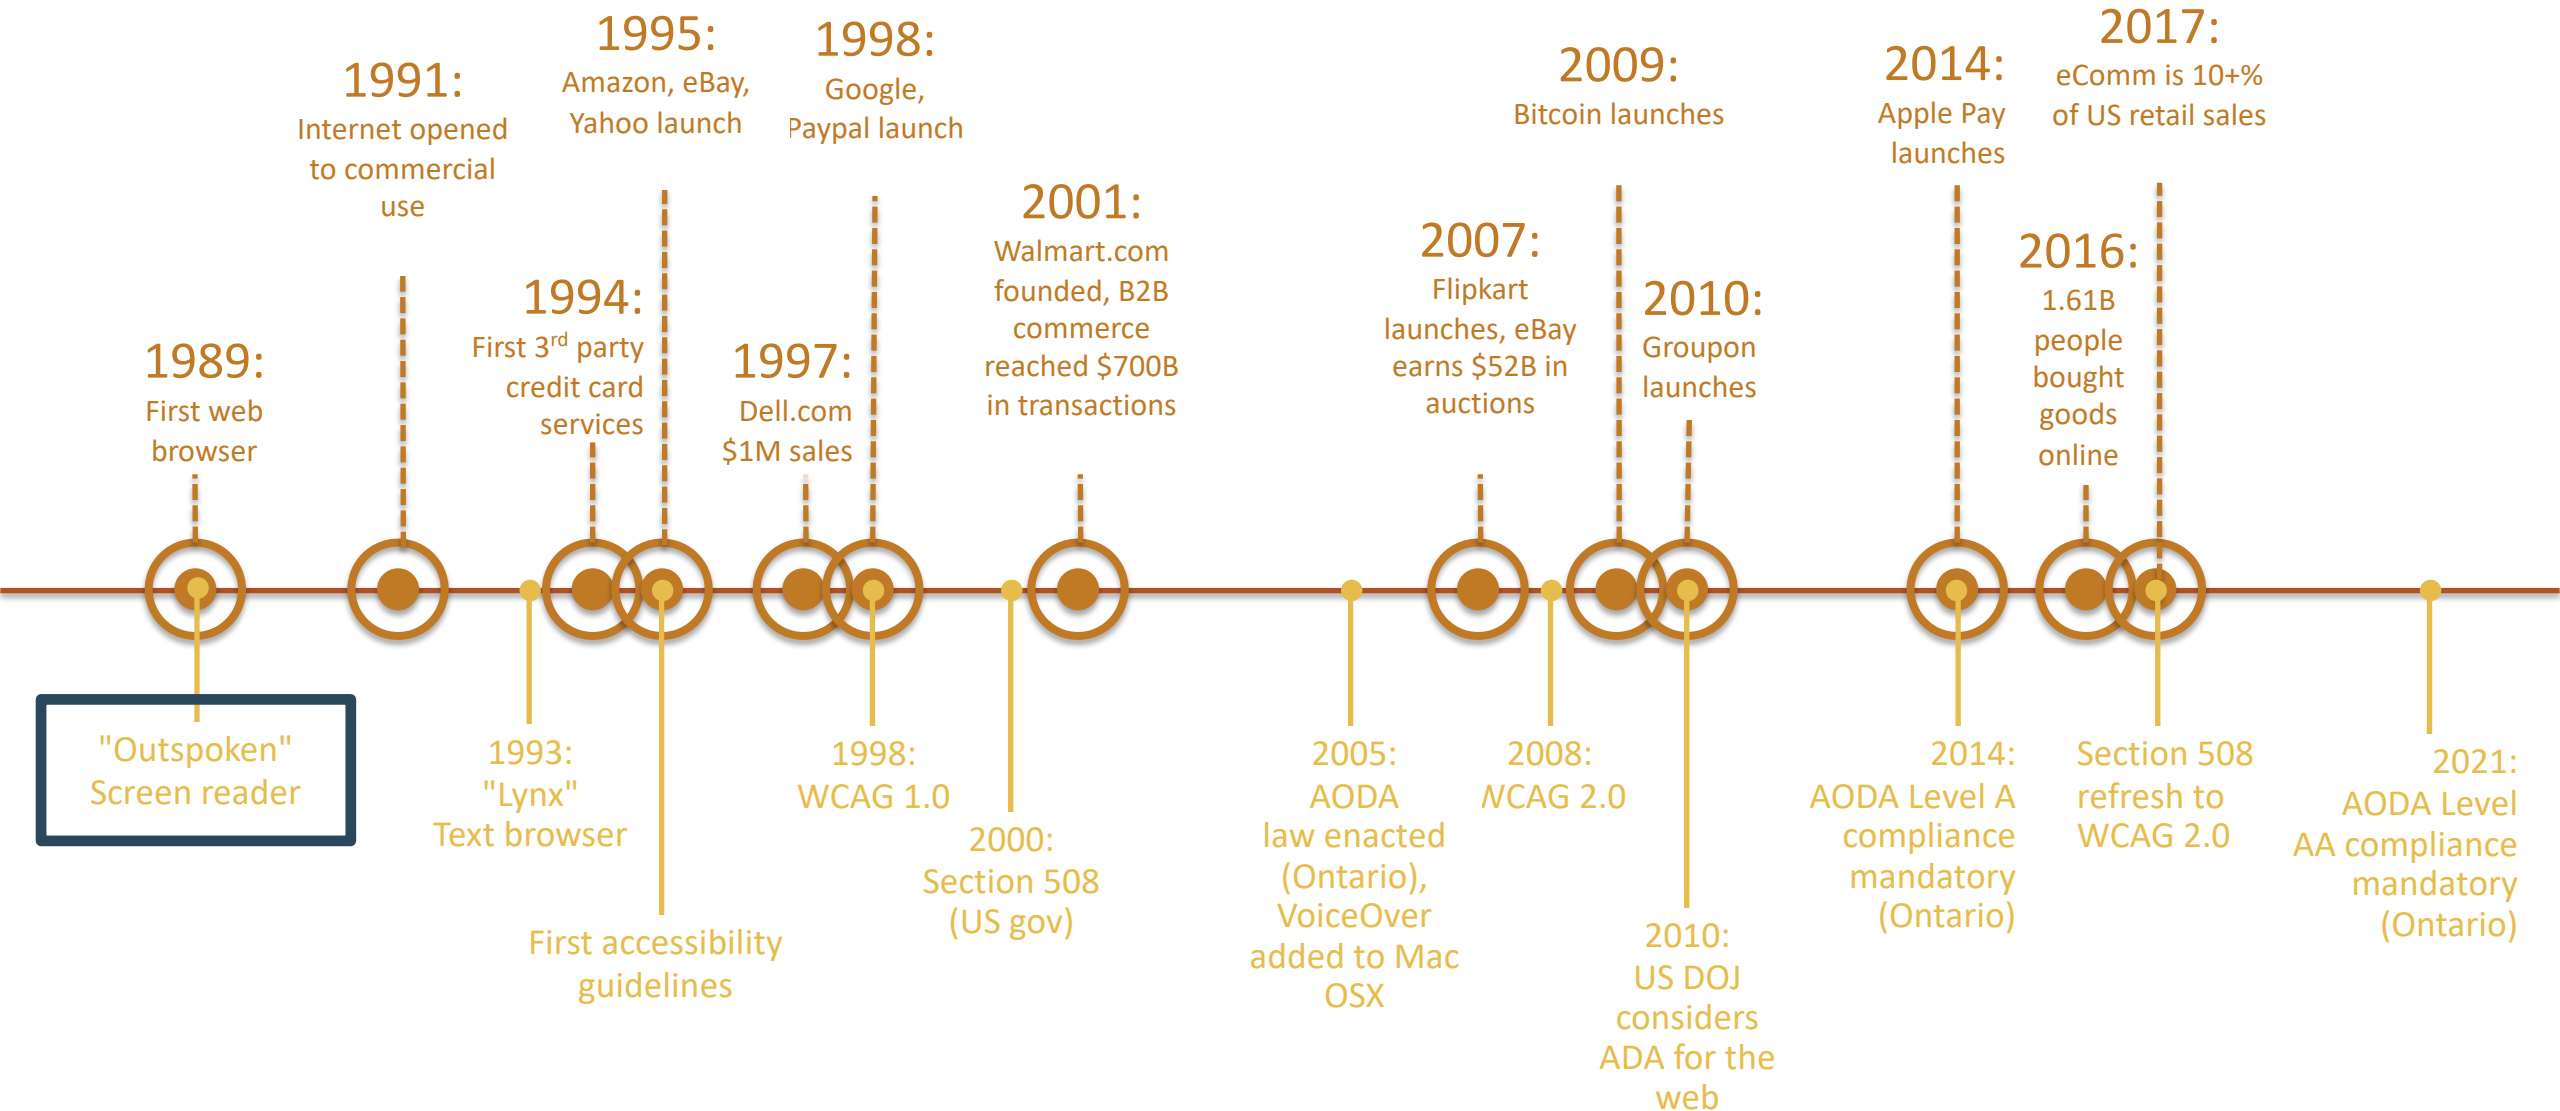 1989:
First web
browser
1991:
Internet opened
to commercial
use
1994:
First 3rd party
credit card
services
1995:
Amazon, eBay,
Yahoo launch
1997:
Dell.com
$1M sales
1998:
Google,
Paypal launch
2001:
Walmart.com
founded, B2B
commerce
reached $700B
in transactions
2007:
Flipkart
launches, eBay
earns $52B in
auctions
2009:
Bitcoin launches
2010:
Groupon
launches
2014:
Apple Pay
launches
2016:
1.61B
people
bought
goods
online
2017:
eComm is 10+%
of US retail sales
"Outspoken"
Screen reader
1993:
"Lynx"
Text browser
First accessibility
guidelines
1998:
WCAG 1.0
2000:
Section 508
(US gov)
2005:
AODA
law enacted
(Ontario),
VoiceOver
added to Mac
OSX
2008:
WCAG 2.0
2010:
US DOJ
considers
ADA for the
web
2014:
AODA Level A
compliance
mandatory
(Ontario)
Section 508
refresh to
WCAG 2.0
2021:
AODA Level
AA compliance
mandatory
(Ontario)